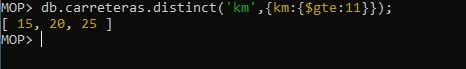 MOP> db.carreteras.distinct('km',{km:{$gte:11}});
[ 15, 20, 25 ]
MOP>